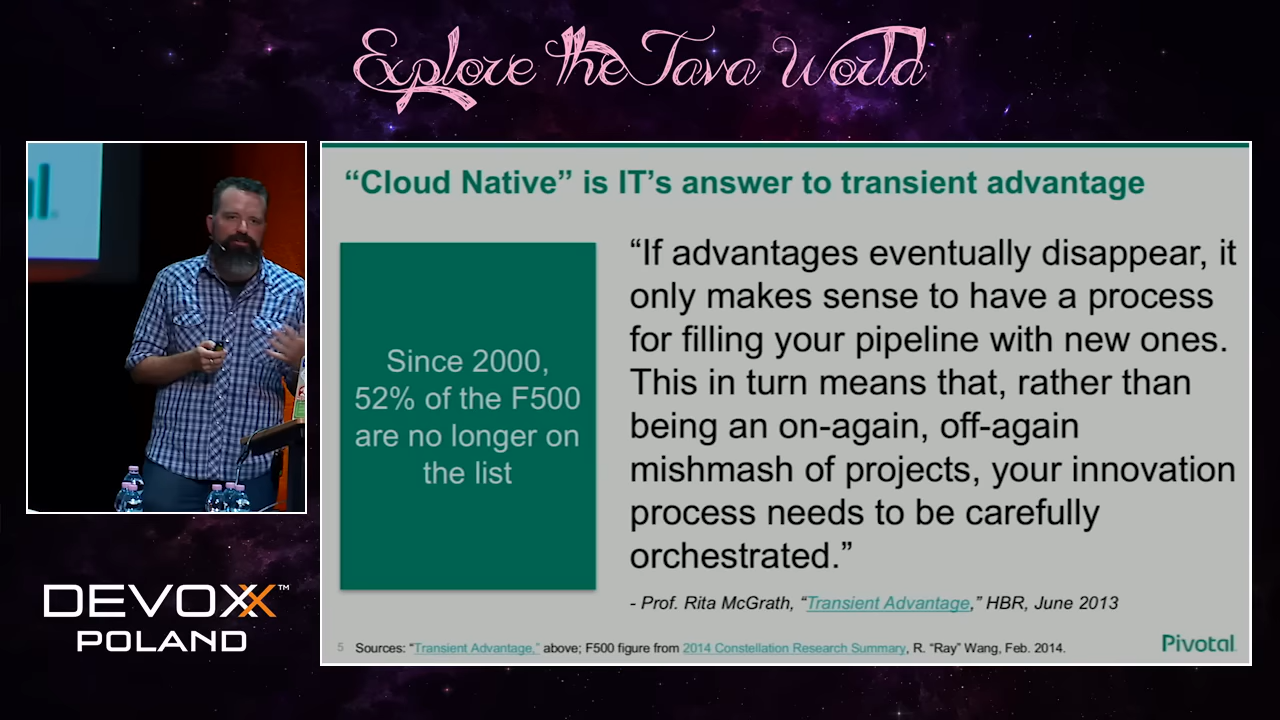 Explore the Java World
“Cloud Native” is IT’s answer to transient advantage
Since 2000,
52% of the F500
are no longer on
the list
“If advantages eventually disappear, it
only makes sense to have a process
for filling your pipeline with new ones.
This in turn means that, rather than
being an on-again, off-again
mishmash of projects, your innovation
process needs to be carefully
orchestrated.”
- Prof. Rita McGrath, “Transient Advantage,” HBR, June 2013
5 Sources: “Transient Advantage,” above; F500 figure from 2014 Constellation Research Summary, R. “Ray” Wang, Feb. 2014.
Pivotal
DEVOXX™
POLAND